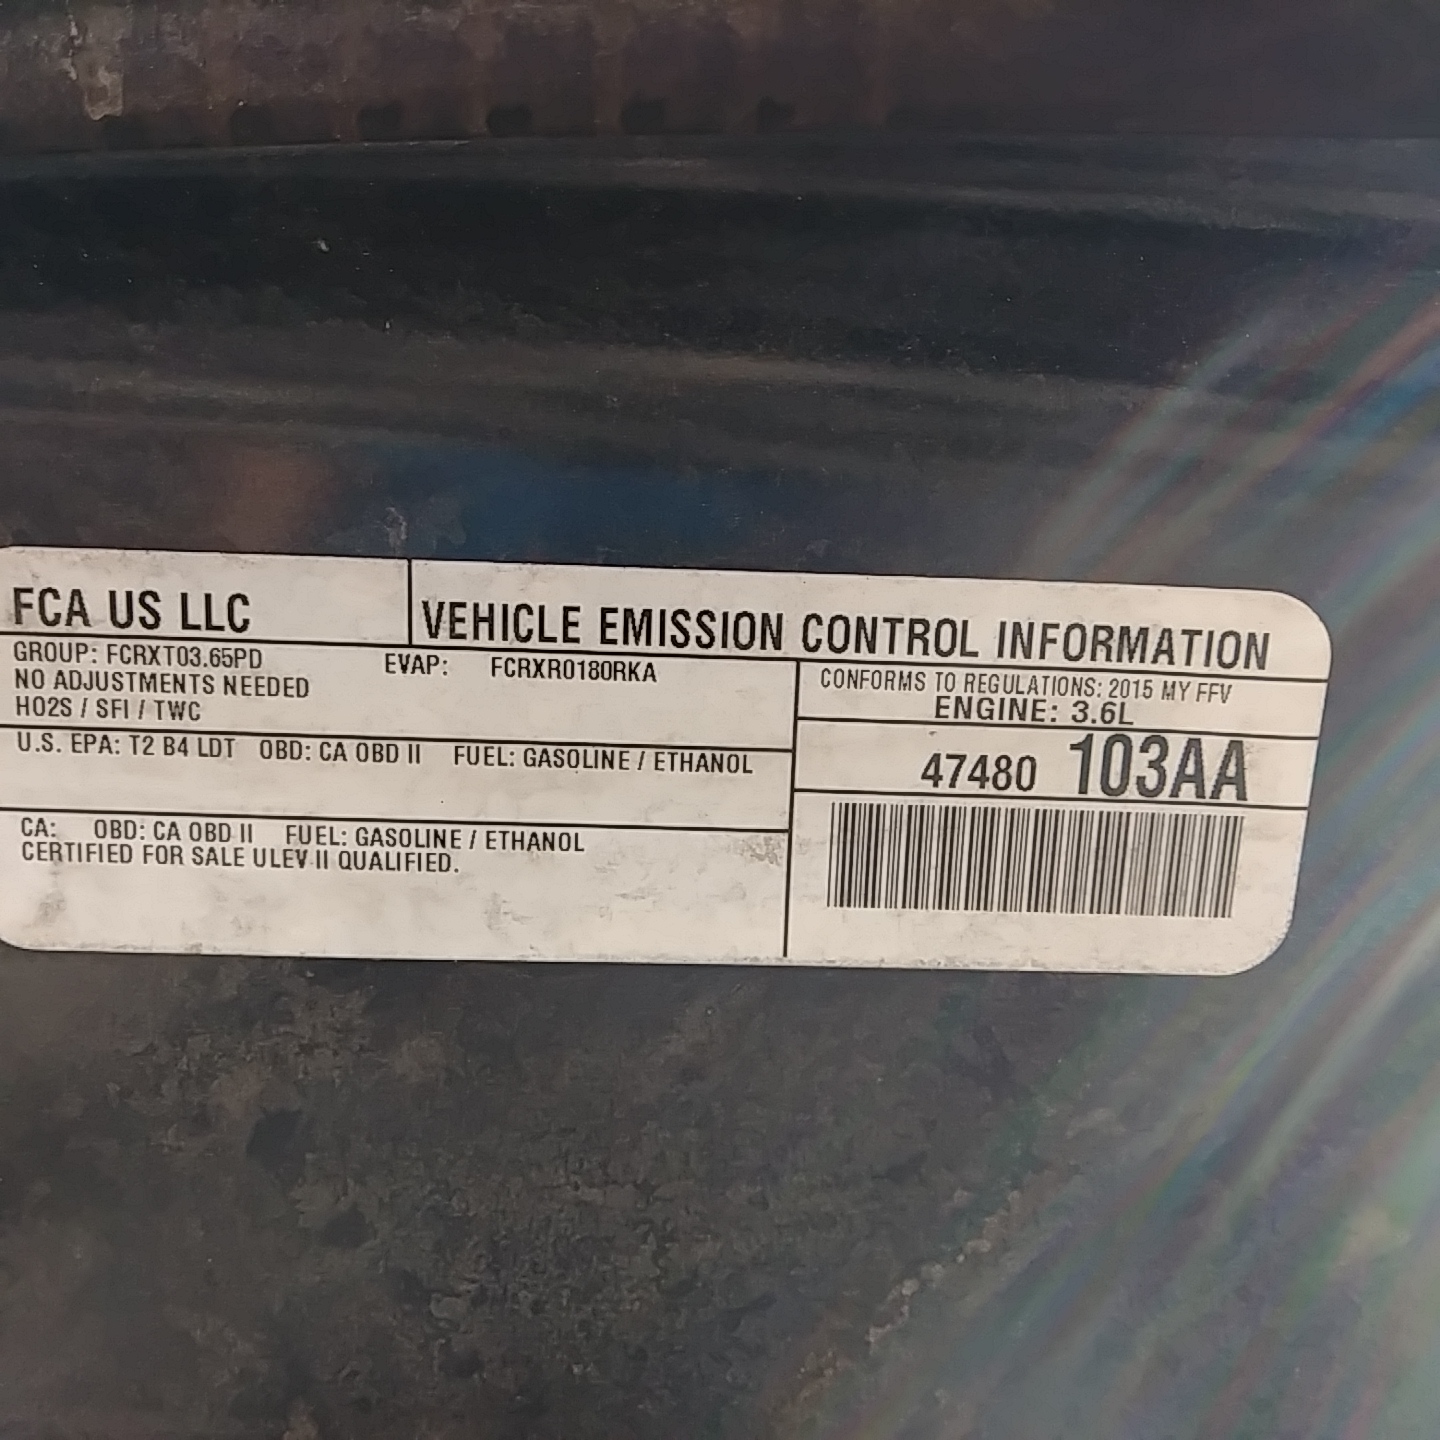 FCA US LLC
VEHICLE EMISSION CONTROL INFORMATION
GROUP: FCRXT03.65PD EVAP: FCRXR0180RKA
NO ADJUSTMENTS NEEDED
HO2S / SFI / TWC
CONFORMS TO REGULATIONS: 2015 MY FFV
ENGINE: 3.6L
U.S. EPA: T2 B4 LDT OBD: CA OBD II FUEL: GASOLINE / ETHANOL
47480 103AA
CA: OBD: CA OBD II FUEL: GASOLINE / ETHANOL
CERTIFIED FOR SALE ULEV II QUALIFIED.